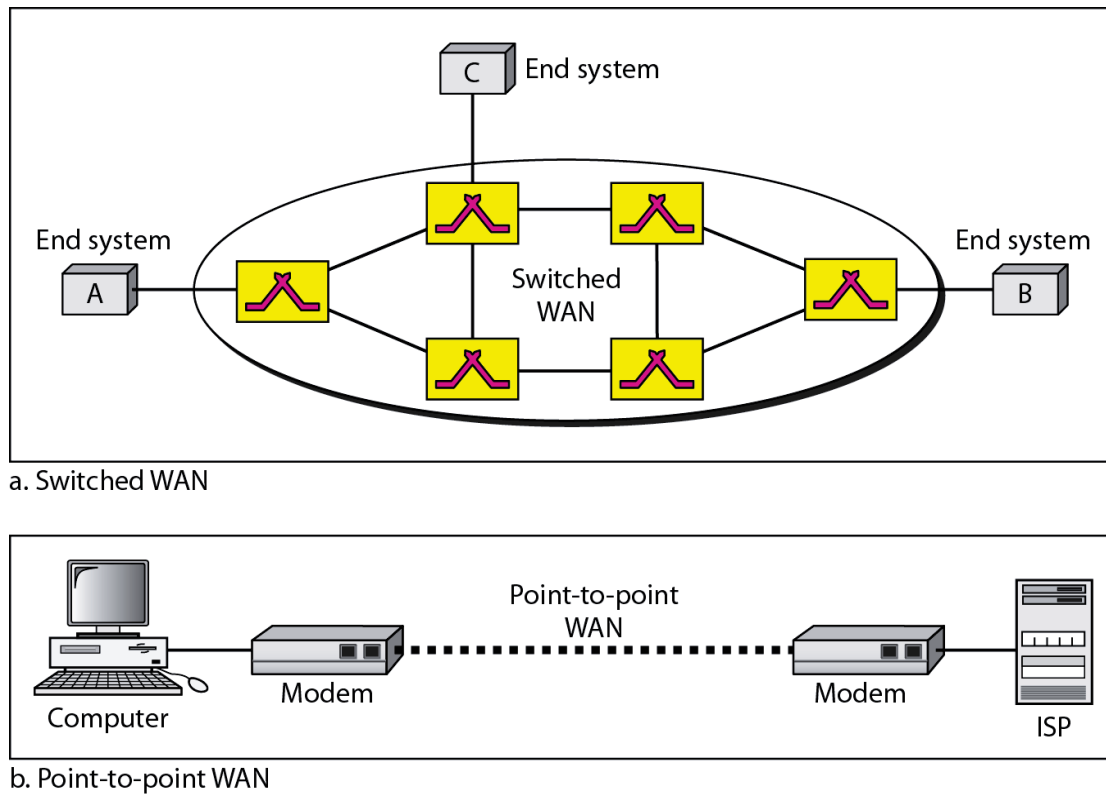 C
End system
End system
A
Switched
WAN
End system
B
a. Switched WAN
Point-to-point
WAN
Computer
Modem
Modem
ISP
b. Point-to-point WAN